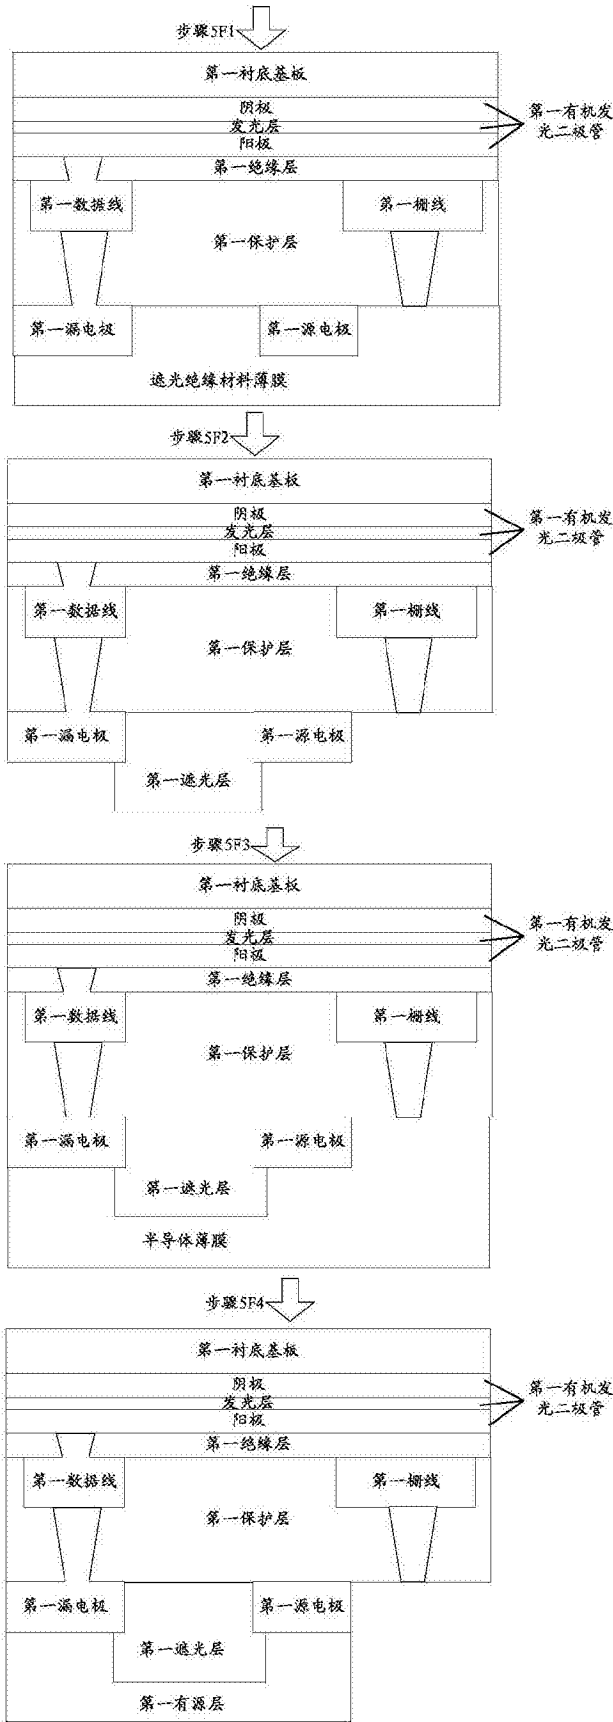 步骤5F1
第一衬底基板
阴极
发光层
阳极
第一有机发
光二极管
第一绝缘层
第一数据线
第一栅线
第一保护层
第一漏电极
第一源电极
遮光绝缘材料薄膜
步骤5F2
第一衬底基板
阴极
发光层
阳极
第一有机发
光二极管
第一绝缘层
第一数据线
第一栅线
第一保护层
第一漏电极
第一源电极
第一遮光层
步骤5F3
第一衬底基板
阴极
发光层
阳极
第一有机发
光二极管
第一绝缘层
第一数据线
第一栅线
第一保护层
第一漏电极
第一源电极
第一遮光层
半导体薄膜
步骤5F4
第一衬底基板
阴极
发光层
阳极
第一有机发
光二极管
第一绝缘层
第一数据线
第一栅线
第一保护层
第一漏电极
第一源电极
第一遮光层
第一有源层